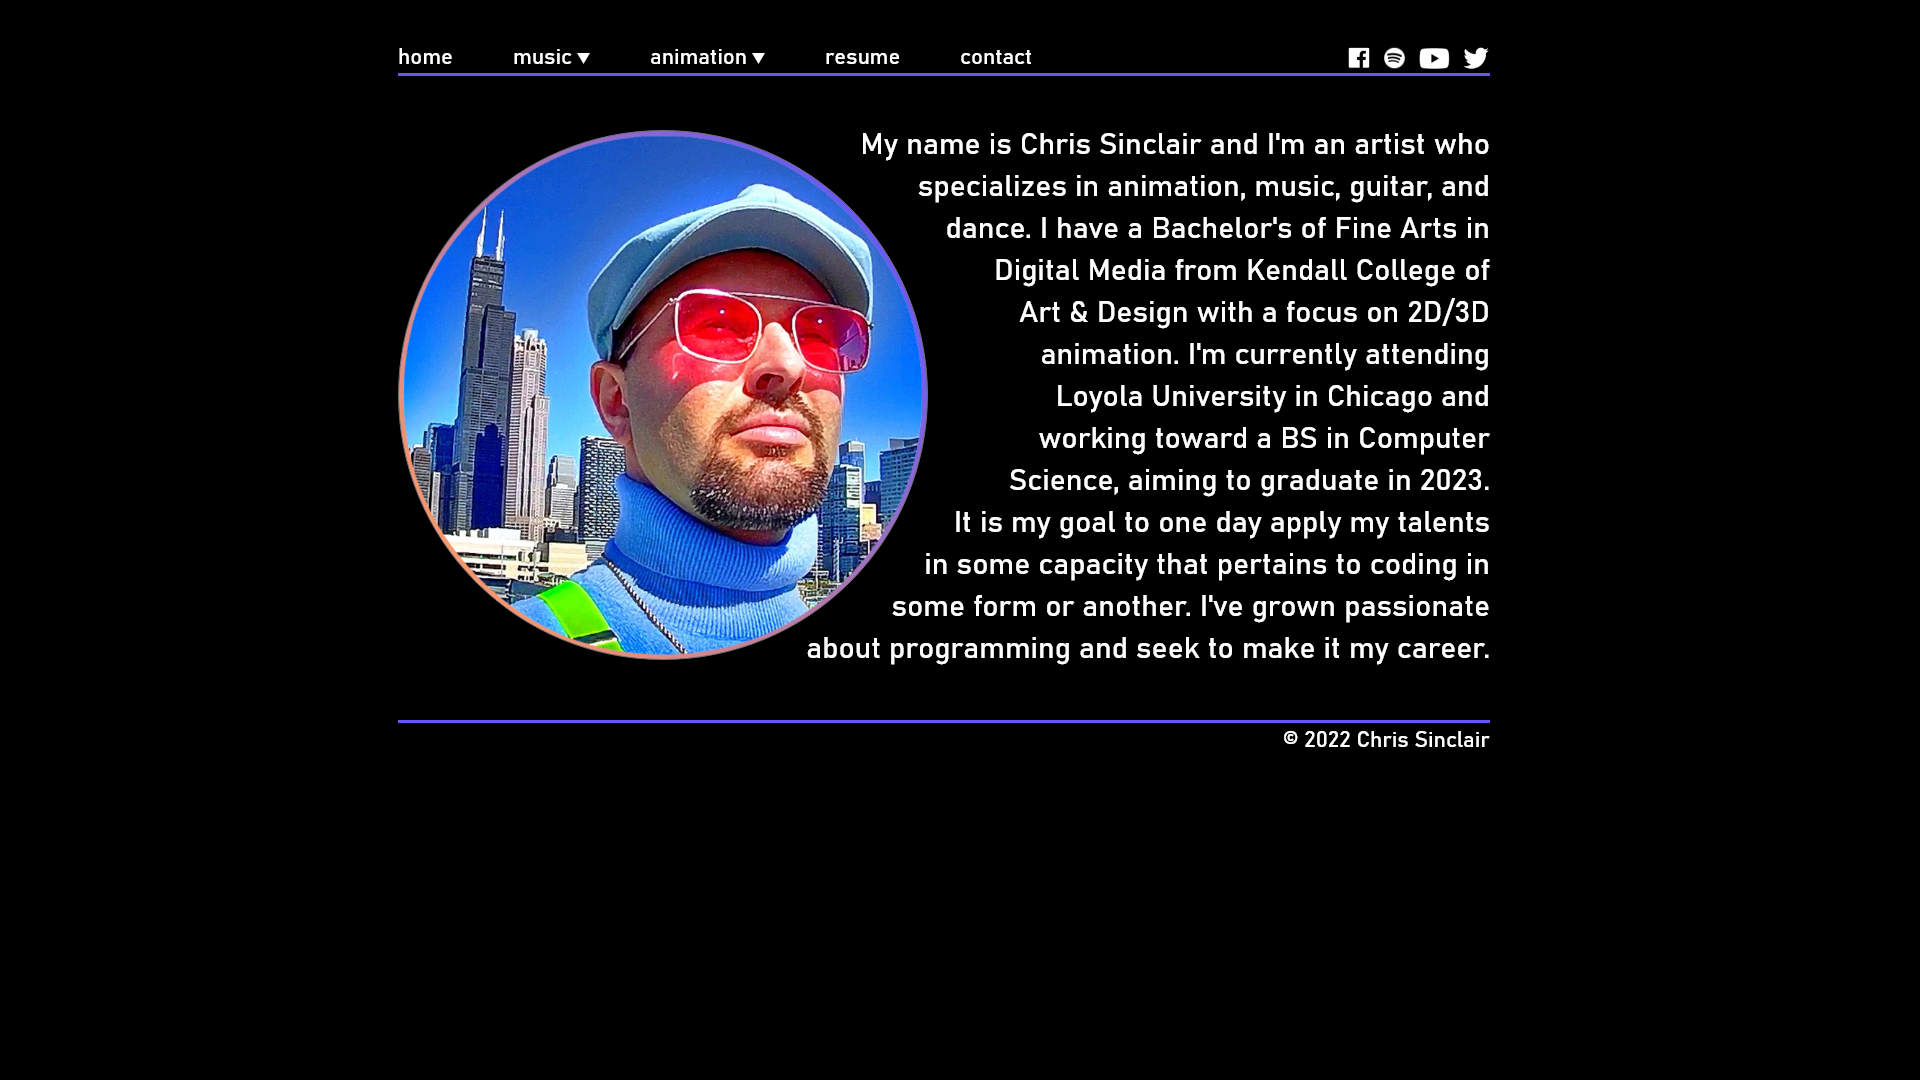 home music animation resume contact
My name is Chris Sinclair and I'm an artist who
specializes in animation, music, guitar, and
dance. I have a Bachelor's of Fine Arts in
Digital Media from Kendall College of
Art & Design with a focus on 2D/3D
animation. I'm currently attending
Loyola University in Chicago and
working toward a BS in Computer
Science, aiming to graduate in 2023.
It is my goal to one day apply my talents
in some capacity that pertains to coding in
some form or another. I've grown passionate
about programming and seek to make it my career.
© 2022 Chris Sinclair